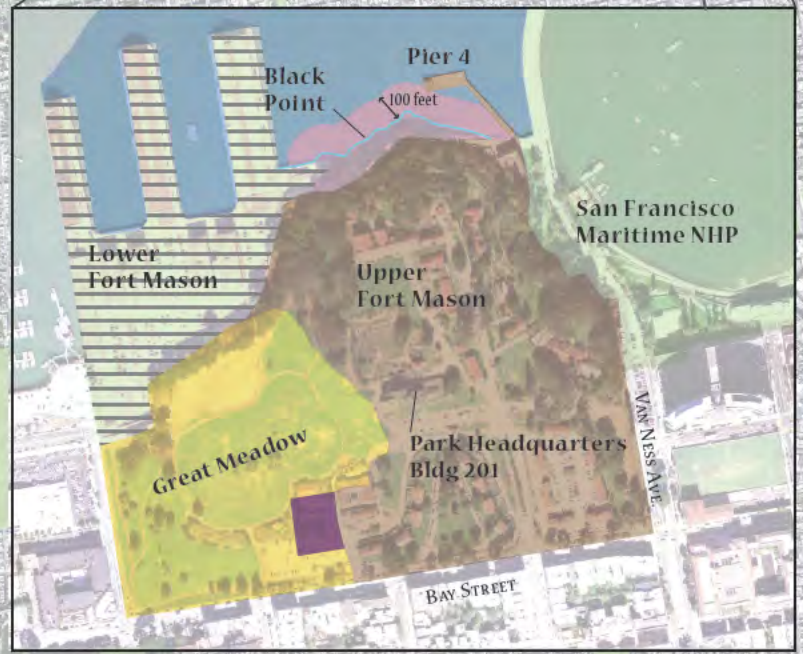 Pier 4
Black
Point
100 feet
San Francisco
Maritime NHP
Lower
Fort Mason
Upper
Fort Mason
Great Meadow
Park Headquarters
Bldg 201
VAN NESS AVE.
BAY STREET